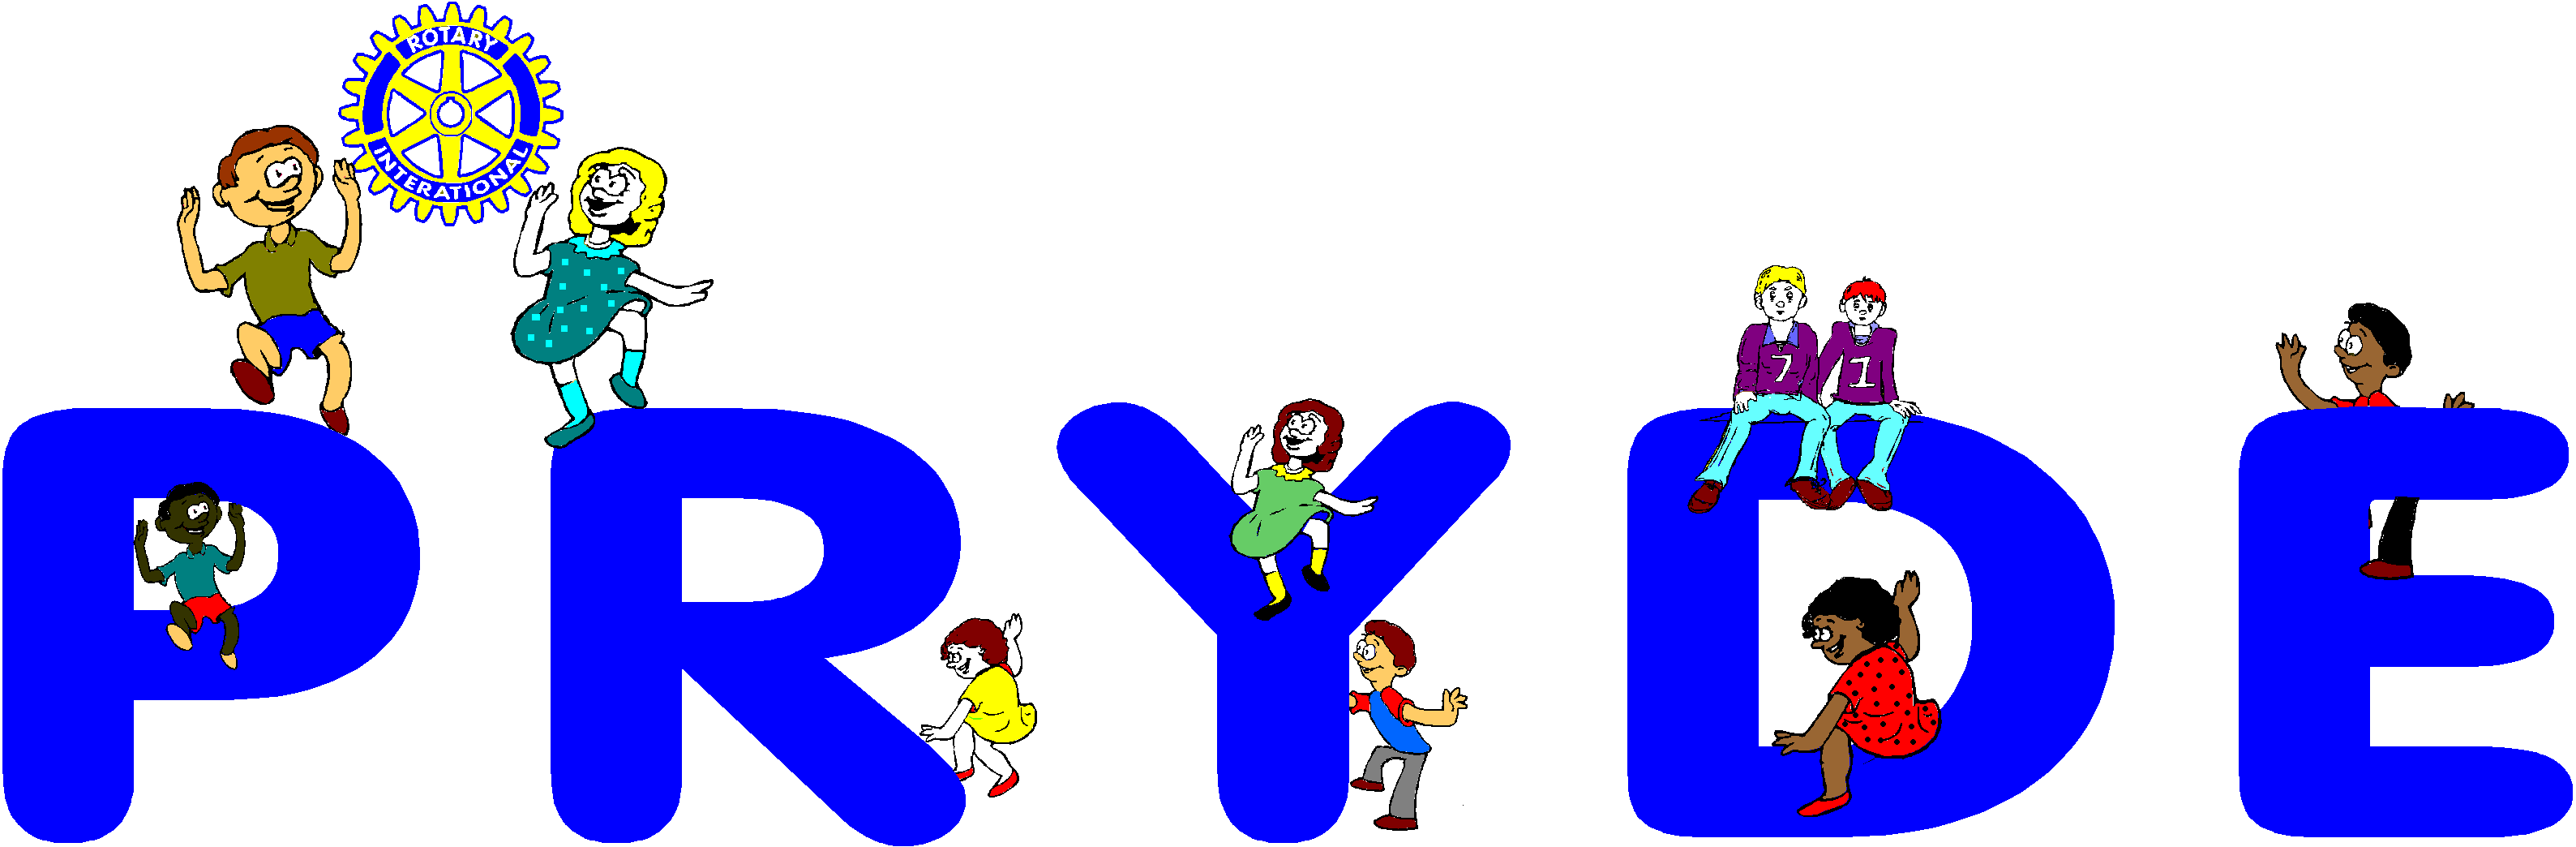 ROTARY
INTERNATIONAL
PRYDE
7 1